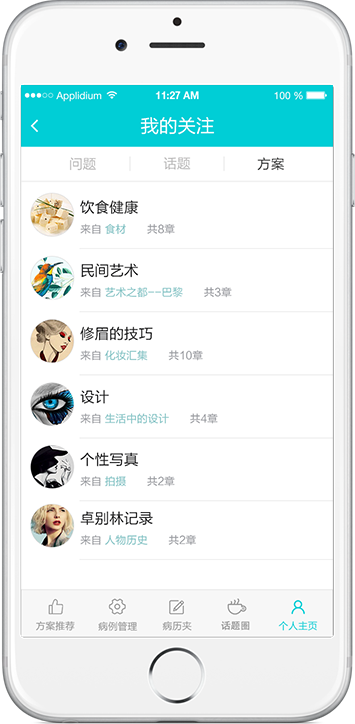 ●●●○○ Applidium 11:27 AM 100 %
我的关注
问题 话题 方案
饮食健康
来自 食材 共8章
民间艺术
来自 艺术之都--巴黎 共3章
修眉的技巧
来自 化妆汇集 共10章
设计
来自 生活中的设计 共4章
个性写真
来自 拍摄 共2章
卓别林记录
来自 人物历史 共2章
方案推荐 病例管理 病历夹 话题圈 个人主页